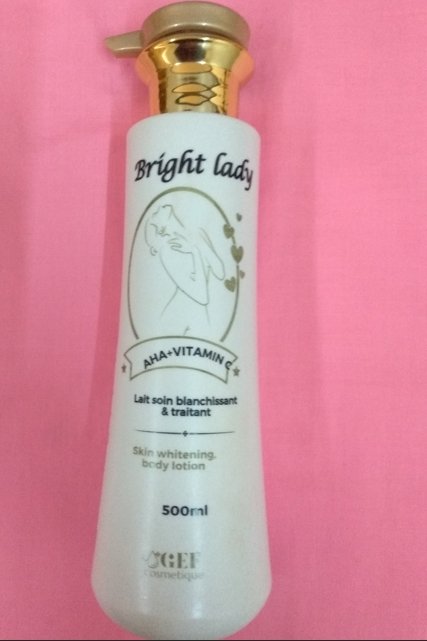 Bright lady
AHA+VITAMIN C
Lait soin blanchissant
& traitant
Skin whitening,
body lotion
500ml
GEF
cosmetique